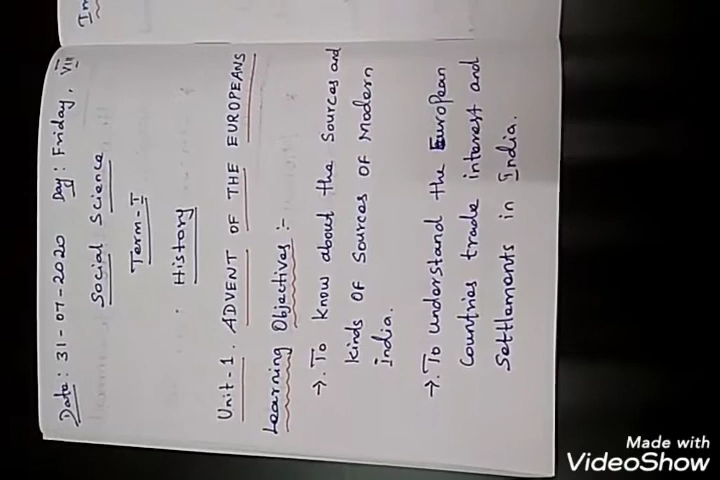 Date: 31-07-2020 Day: Friday, VII
Social Science
Term-I
History
Unit-1. ADVENT OF THE EUROPEANS
Learning Objectives :-
→. To know about the Sources and
kinds of Sources of Modern
India.
→. To understand the European
Countries trade interest and
Settlements in India.
Made with
VideoShow